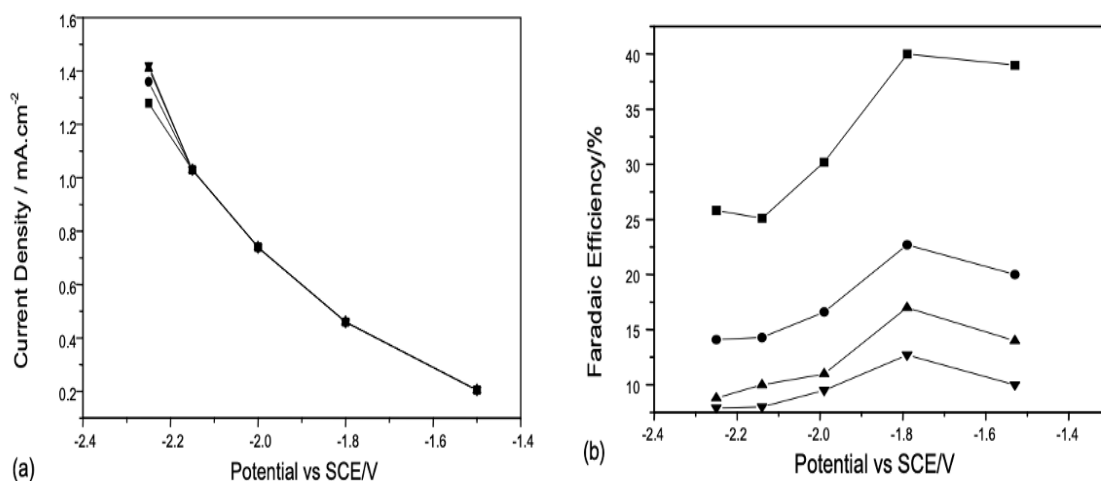 Current Density / mA.cm⁻²
1.6
1.4
1.2
1.0
0.8
0.6
0.4
0.2
-2.4 -2.2 -2.0 -1.8 -1.6 -1.4
Potential vs SCE/V
(a)
Faradaic Efficiency/%
40
35
30
25
20
15
10
-2.4 -2.2 -2.0 -1.8 -1.6 -1.4
Potential vs SCE/V
(b)